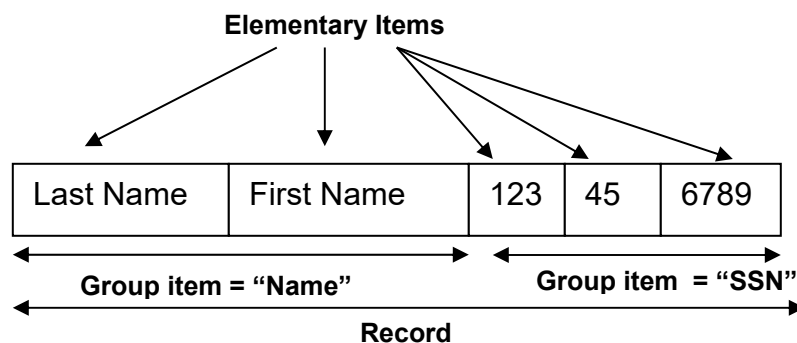 Elementary Items
Last Name First Name 123 45 6789
Group item = “Name” Group item = “SSN”
Record